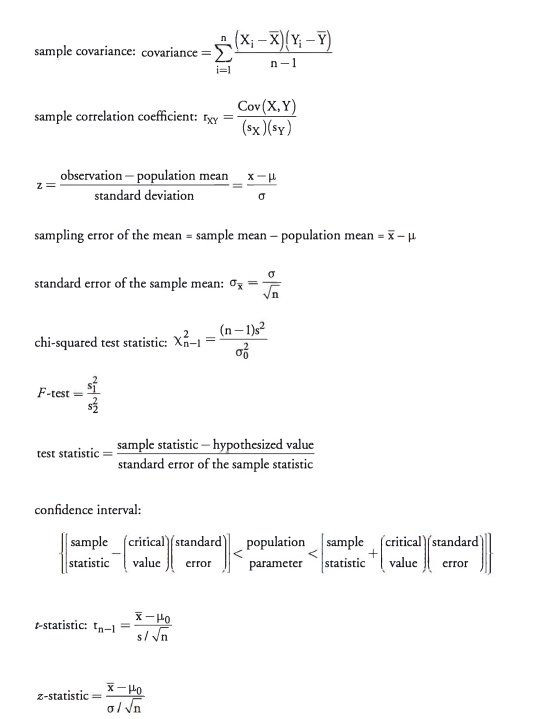 sample covariance: covariance = ∑_{i=1}^{n} (X_i − X̄)(Y_i − Ȳ) / n − 1
sample correlation coefficient: r_{XY} = Cov(X, Y) / (s_X)(s_Y)
z = observation − population mean / standard deviation = x − μ / σ
sampling error of the mean = sample mean − population mean = x̄ − μ
standard error of the sample mean: σ_{x̄} = σ / √n
chi-squared test statistic: χ²_{n−1} = (n − 1)s² / σ₀²
F-test = s₁² / s₂²
test statistic = sample statistic − hypothesized value / standard error of the sample statistic
confidence interval:
{[sample statistic − (critical value)(standard error)] < population parameter < [sample statistic + (critical value)(standard error)]}
t-statistic: t_{n−1} = x̄ − μ₀ / s / √n
z-statistic = x̄ − μ₀ / σ / √n